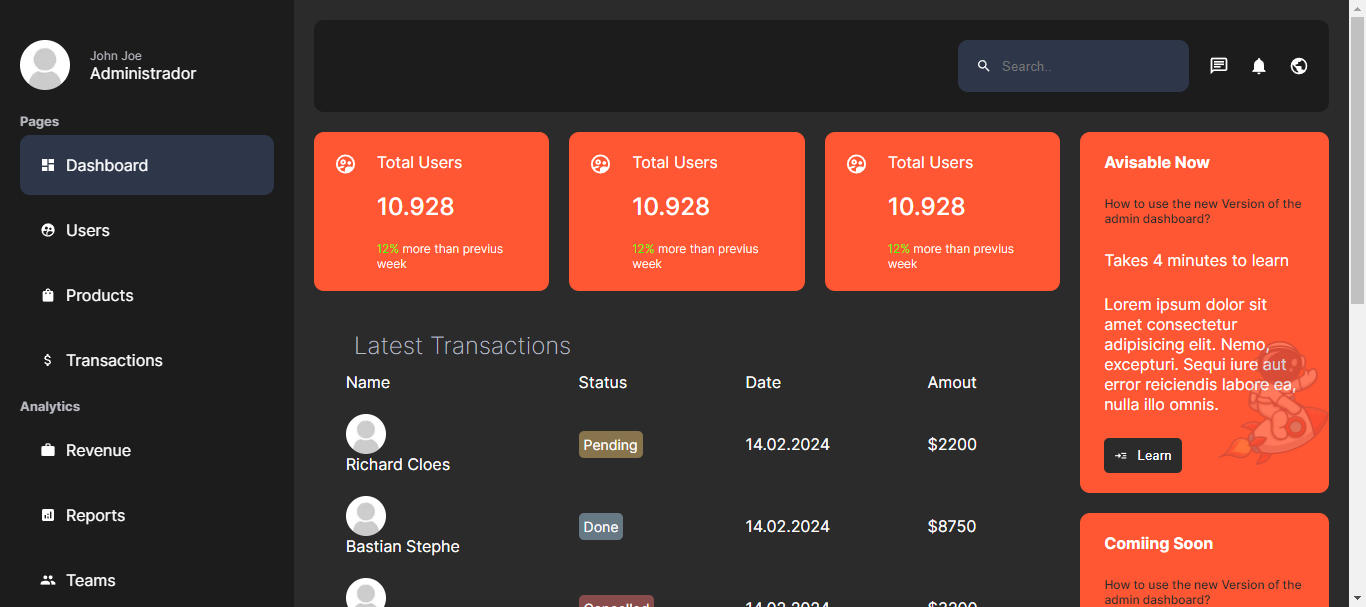 John Joe
Administrador
Pages
Dashboard
Users
Products
Transactions
Analytics
Revenue
Reports
Teams
Search..
Total Users
10.928
12% more than previus
week
Total Users
10.928
12% more than previus
week
Total Users
10.928
12% more than previus
week
Latest Transactions
Name Status Date Amout
Richard Cloes Pending 14.02.2024 $2200
Bastian Stephe Done 14.02.2024 $8750
Cancelled 14.02.2024 $3200
Avisable Now
How to use the new Version of the
admin dashboard?
Takes 4 minutes to learn
Lorem ipsum dolor sit
amet consectetur
adipisicing elit. Nemo,
excepturi. Sequi iure aut
error reiciendis labore ea,
nulla illo omnis.
Learn
Comiing Soon
How to use the new Version of the
admin dashboard?